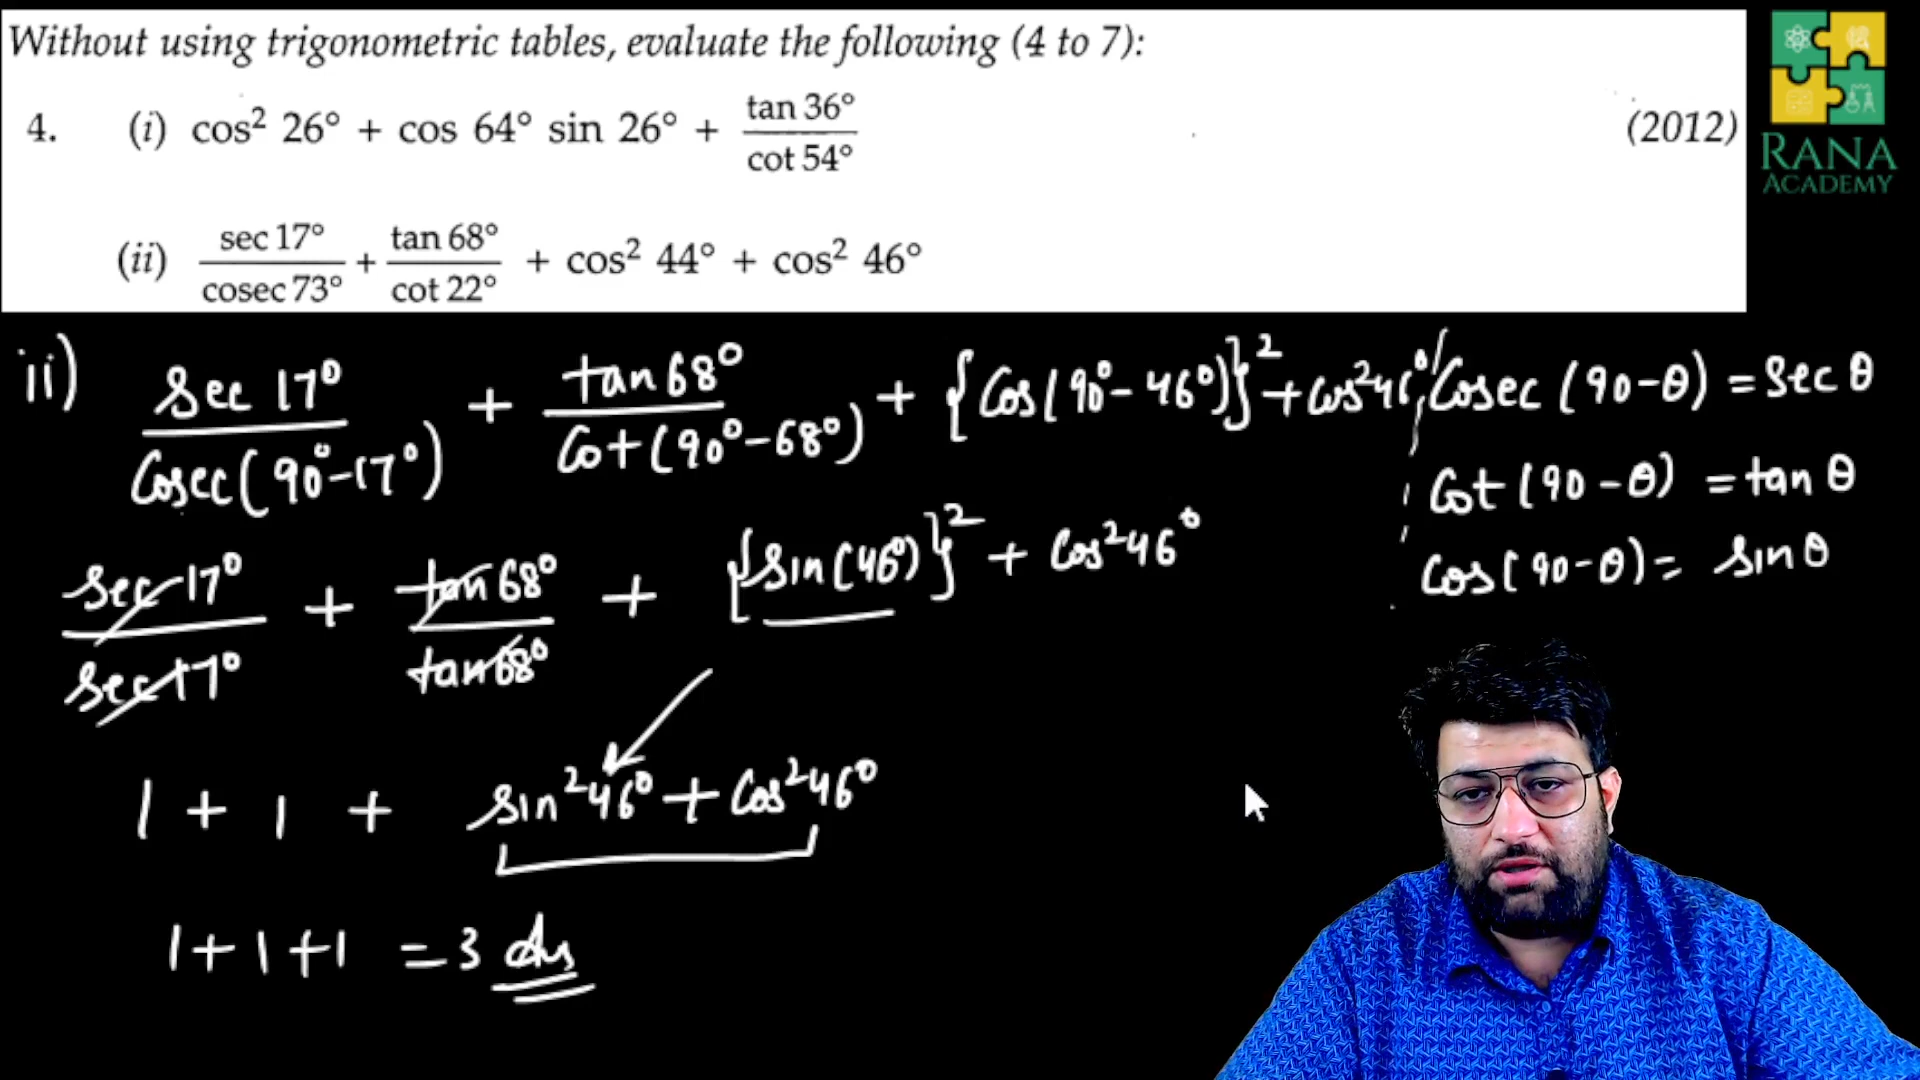 Without using trigonometric tables, evaluate the following (4 to 7):
4. (i) cos² 26° + cos 64° sin 26° + tan 36° / cot 54° (2012)
(ii) sec 17° / cosec 73° + tan 68° / cot 22° + cos² 44° + cos² 46°
RANA
ACADEMY
ii) sec 17° / Cosec(90°-17°) + tan 68° / Cot(90°-68°) + {Cos(90°-46°)}² + cos²46°
Cosec (90-θ) = sec θ
Cot (90-θ) = tan θ
Cos(90-θ) = sin θ
sec 17° / sec 17° + tan 68° / tan 68° + {sin(46°)}² + Cos²46°
1 + 1 + sin²46° + Cos²46°
1+1+1 = 3 Ans